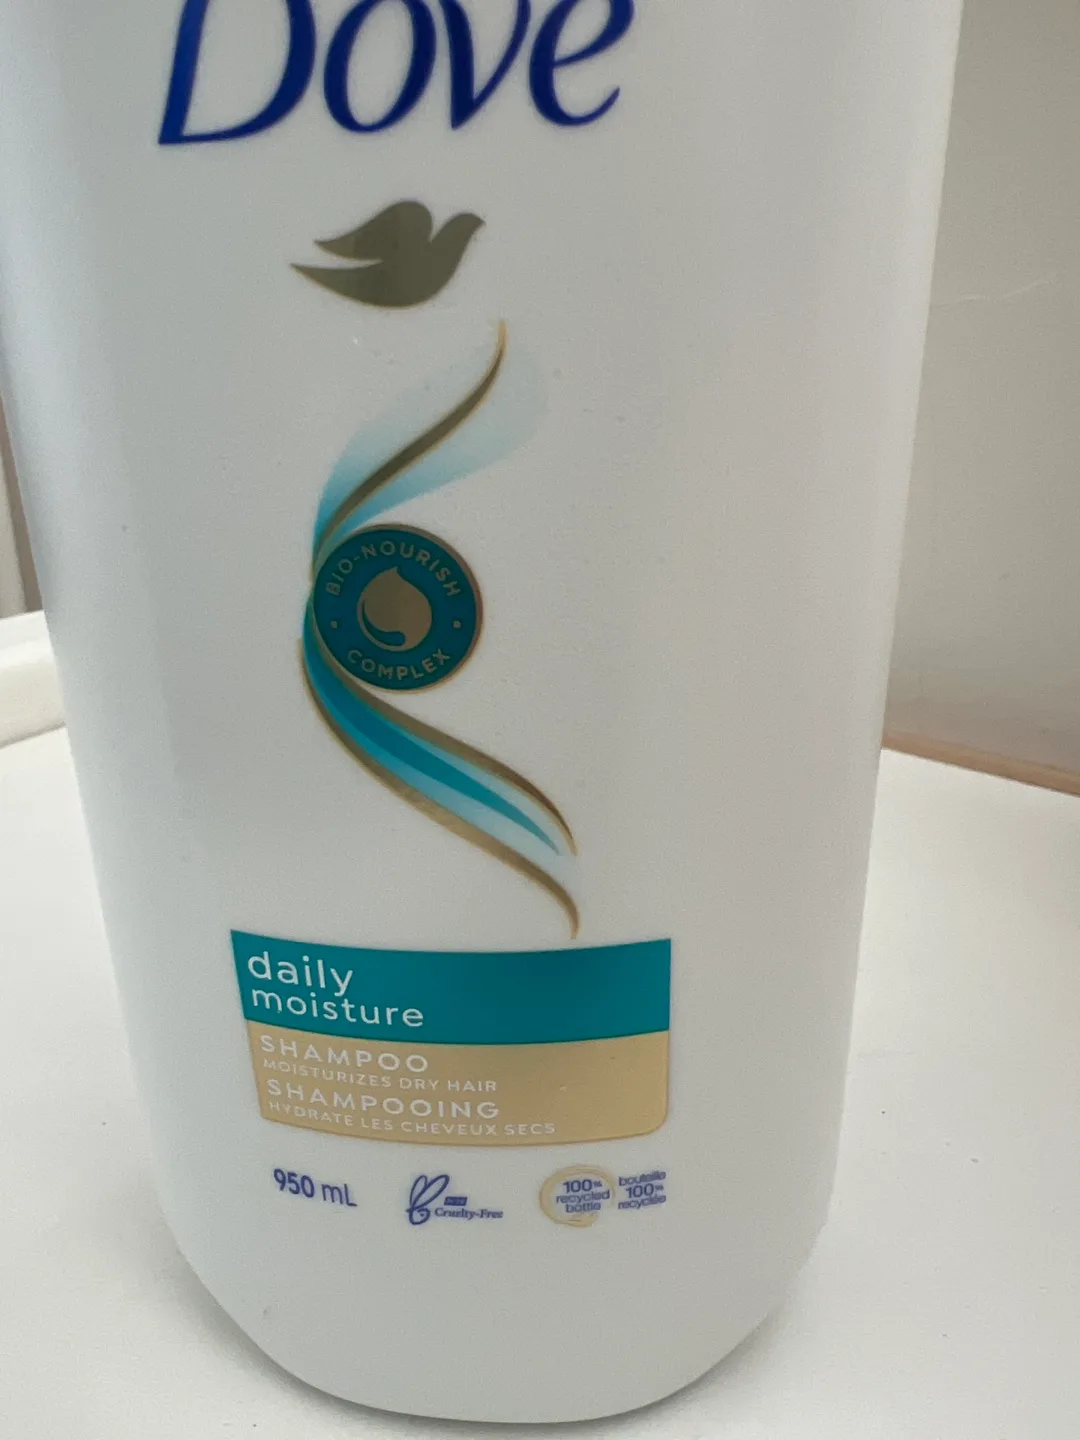 Dove
BIO-NOURISH
COMPLEX
daily
moisture
SHAMPOO
MOISTURIZES DRY HAIR
SHAMPOOING
HYDRATE LES CHEVEUX SECS
950 mL
Cruelty-Free
100%
recycled
bottle
bouteille
100%
recyclée